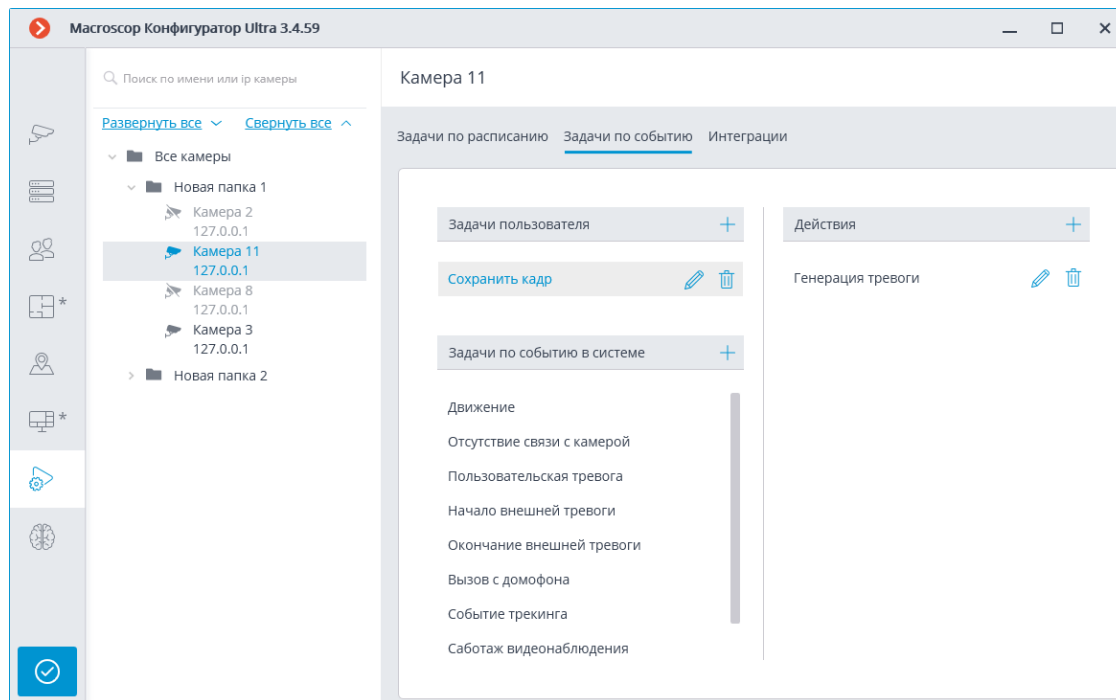 Macroscop Конфигуратор Ultra 3.4.59
Поиск по имени или ip камеры
Развернуть все Свернуть все
Все камеры
Новая папка 1
Камера 2
127.0.0.1
Камера 11
127.0.0.1
Камера 8
127.0.0.1
Камера 3
127.0.0.1
Новая папка 2
*
*
Камера 11
Задачи по расписанию Задачи по событию Интеграции
Задачи пользователя
Сохранить кадр
Задачи по событию в системе
Движение
Отсутствие связи с камерой
Пользовательская тревога
Начало внешней тревоги
Окончание внешней тревоги
Вызов с домофона
Событие трекинга
Саботаж видеонаблюдения
Действия
Генерация тревоги